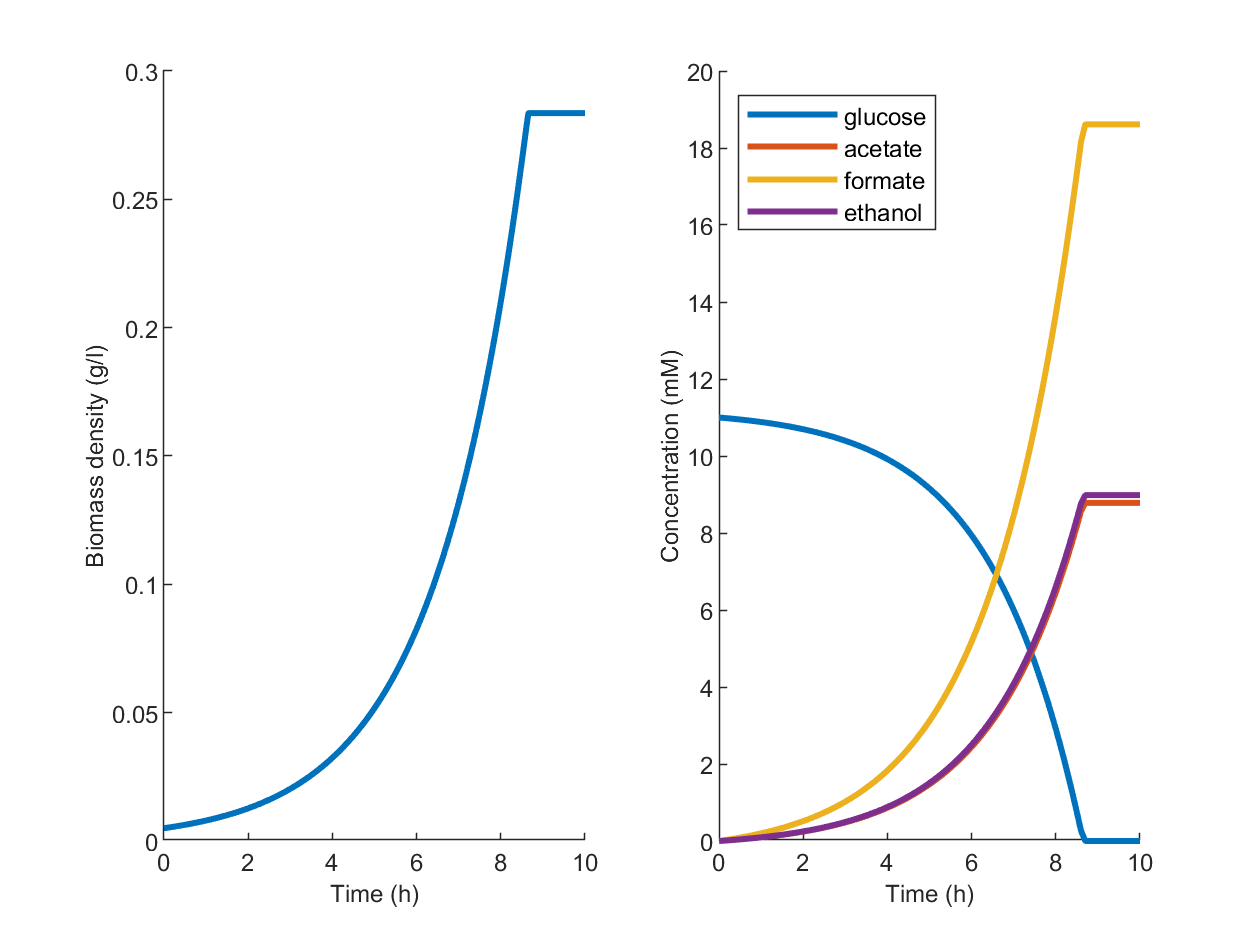 0.3
0.25
0.2
0.15
0.1
0.05
0
Biomass density (g/l)
0 2 4 6 8 10
Time (h)
20
18
16
14
12
10
8
6
4
2
0
Concentration (mM)
glucose
acetate
formate
ethanol
0 2 4 6 8 10
Time (h)